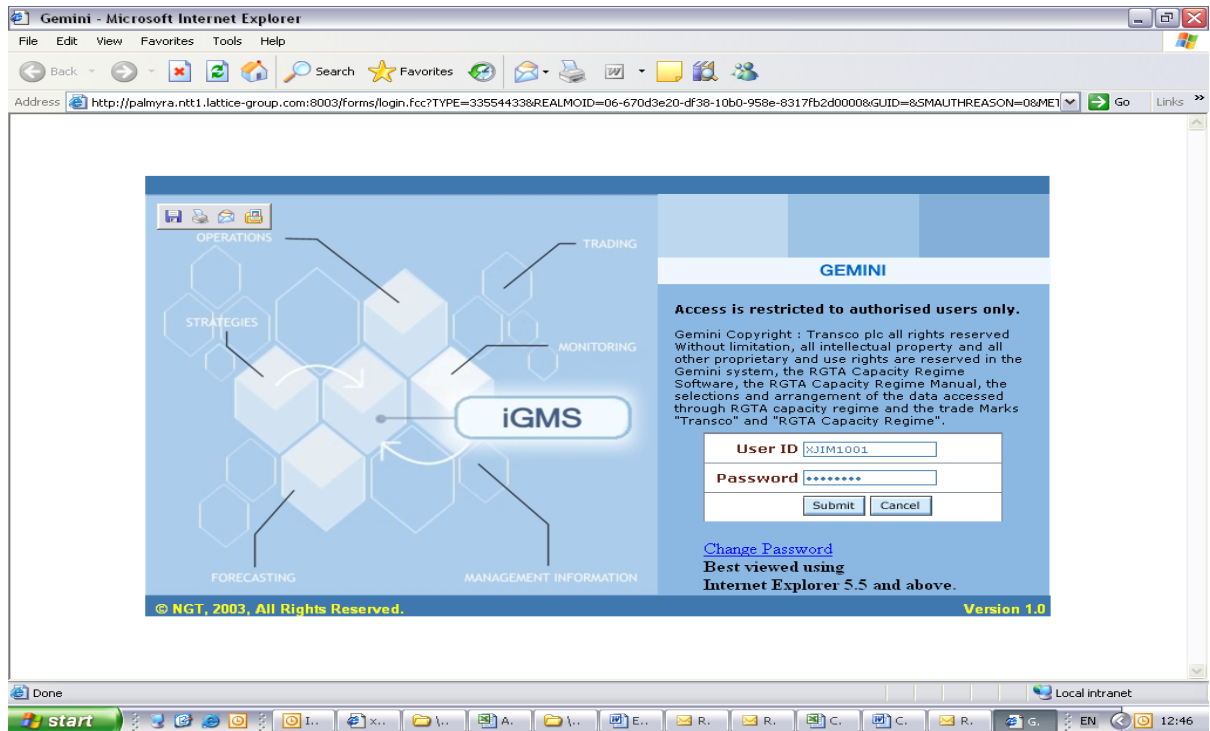 Gemini - Microsoft Internet Explorer
File Edit View Favorites Tools Help
Back Search Favorites
Address http://palmyra.ntt1.lattice-group.com:8003/forms/login.fcc?TYPE=33554433&REALMOID=06-670d3e20-df38-10b0-958e-8317fb2d0000&GUID=&SMAUTHREASON=0&MET Go Links »
OPERATIONS
TRADING
STRATEGIES
MONITORING
iGMS
FORECASTING
MANAGEMENT INFORMATION
GEMINI
Access is restricted to authorised users only.
Gemini Copyright : Transco plc all rights reserved
Without limitation, all intellectual property and all
other proprietary and use rights are reserved in the
Gemini system, the RGTA Capacity Regime
Software, the RGTA Capacity Regime Manual, the
selections and arrangement of the data accessed
through RGTA capacity regime and the trade Marks
"Transco" and "RGTA Capacity Regime".
User ID XJIM1001
Password ••••••••
Submit Cancel
Change Password
Best viewed using
Internet Explorer 5.5 and above.
© NGT, 2003, All Rights Reserved. Version 1.0
Done Local intranet
start I.. x.. \.. A. \.. E.. R. R. C. C. R. G. EN 12:46